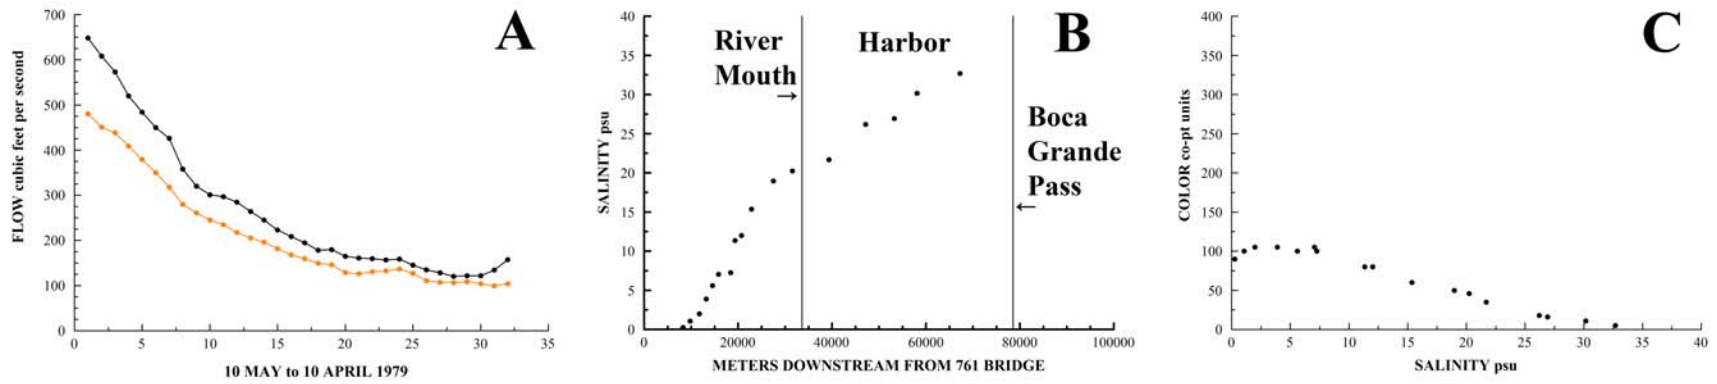 A
FLOW cubic feet per second
700
600
500
400
300
200
100
0
0 5 10 15 20 25 30 35
10 MAY to 10 APRIL 1979
B
SALINITY psu
40
35
30
25
20
15
10
5
0
River
Mouth
→
Harbor
Boca
Grande
Pass
←
0 20000 40000 60000 80000 100000
METERS DOWNSTREAM FROM 761 BRIDGE
C
COLOR co-pt units
400
350
300
250
200
150
100
50
0
0 5 10 15 20 25 30 35 40
SALINITY psu